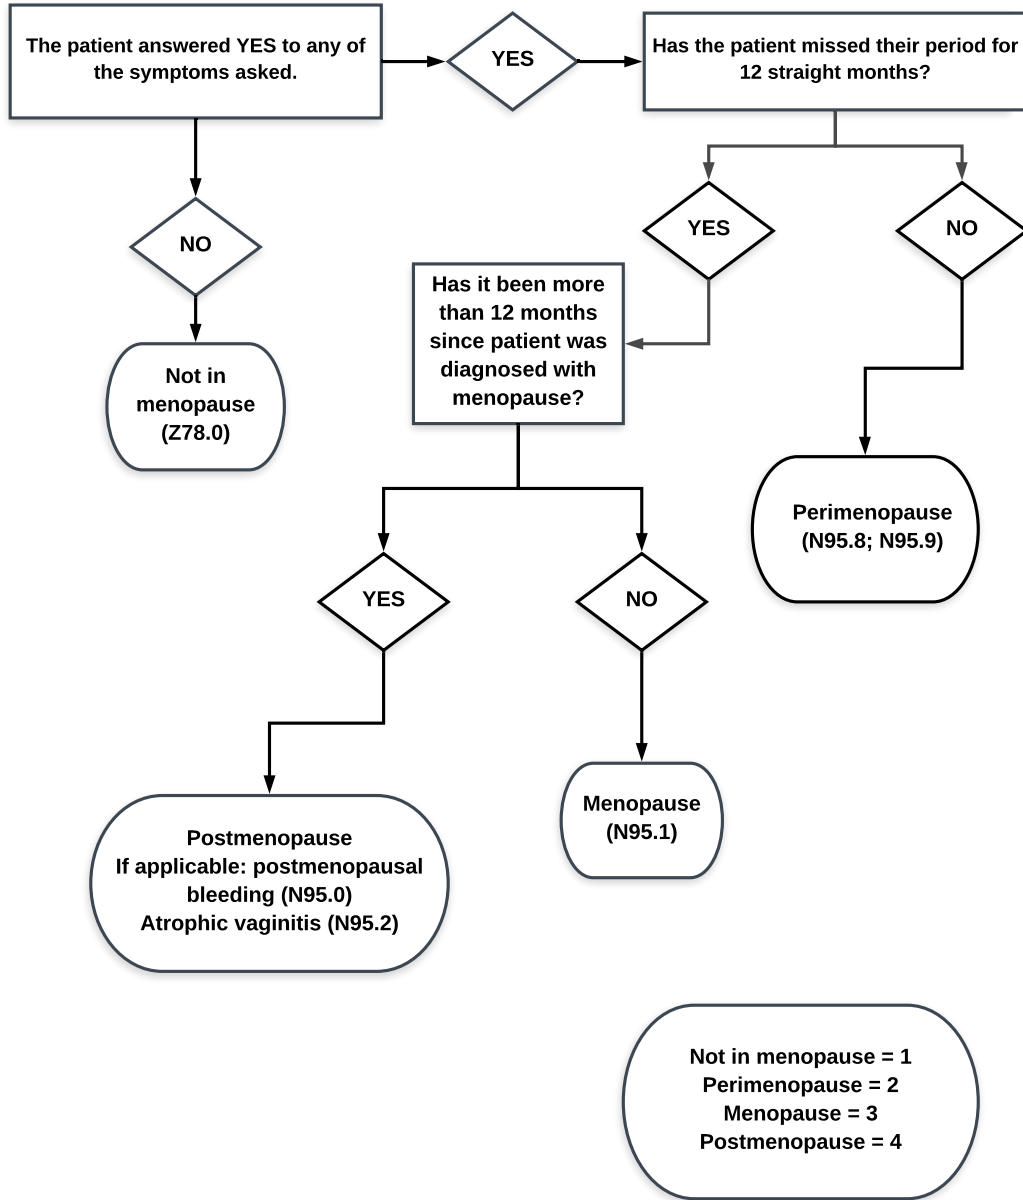 The patient answered YES to any of
the symptoms asked.
YES
Has the patient missed their period for
12 straight months?
NO
YES
NO
Has it been more
than 12 months
since patient was
diagnosed with
menopause?
Not in
menopause
(Z78.0)
Perimenopause
(N95.8; N95.9)
YES
NO
Menopause
(N95.1)
Postmenopause
If applicable: postmenopausal
bleeding (N95.0)
Atrophic vaginitis (N95.2)
Not in menopause = 1
Perimenopause = 2
Menopause = 3
Postmenopause = 4